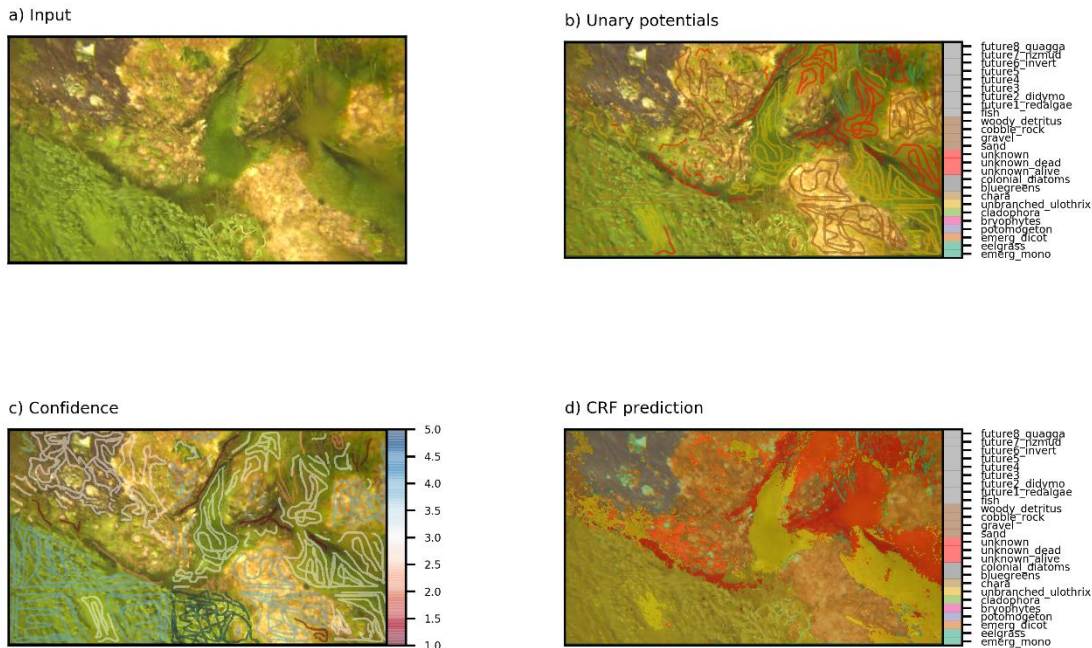 a) Input
b) Unary potentials
future8_quagga
future7_nzmud
future6_invert
future5
future4
future3
future2_didymo
future1_redalgae
fish
woody_detritus
cobble_rock
gravel
sand
unknown
unknown_dead
unknown_alive
colonial_diatoms
bluegreens
chara
unbranched_ulothrix
cladophora
bryophytes
potomogeton
emerg_dicot
eelgrass
emerg_mono
c) Confidence
5.0
4.5
4.0
3.5
3.0
2.5
2.0
1.5
1.0
d) CRF prediction
future8_quagga
future7_nzmud
future6_invert
future5
future4
future3
future2_didymo
future1_redalgae
fish
woody_detritus
cobble_rock
gravel
sand
unknown
unknown_dead
unknown_alive
colonial_diatoms
bluegreens
chara
unbranched_ulothrix
cladophora
bryophytes
potomogeton
emerg_dicot
eelgrass
emerg_mono